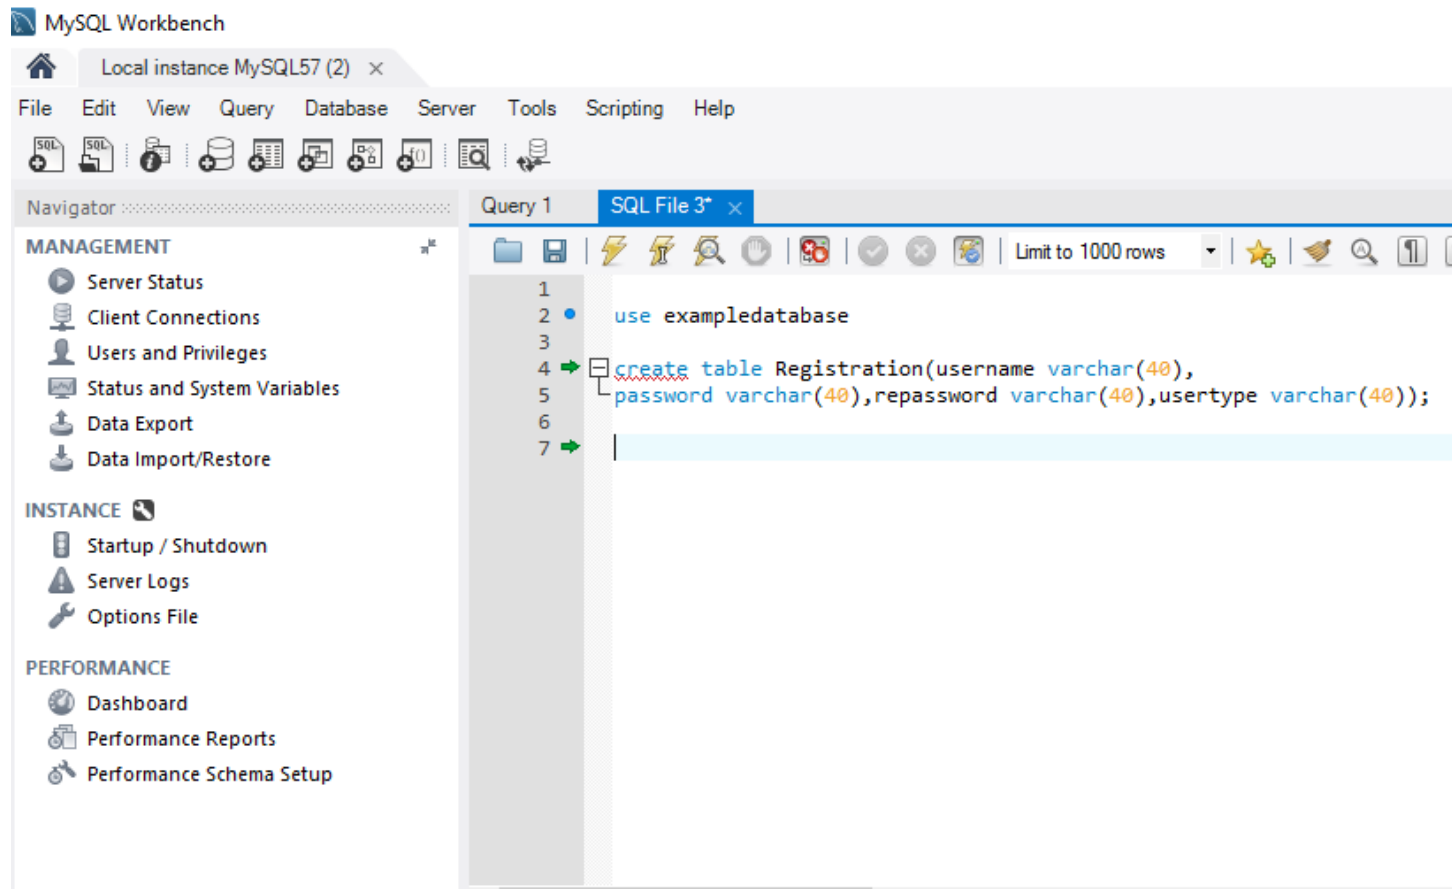 MySQL Workbench
Local instance MySQL57 (2) ×
File Edit View Query Database Server Tools Scripting Help
SQL SQL i f()
Navigator
Query 1
SQL File 3* ×
MANAGEMENT
Limit to 1000 rows
Server Status
Client Connections
Users and Privileges
Status and System Variables
Data Export
Data Import/Restore
INSTANCE
Startup / Shutdown
Server Logs
Options File
PERFORMANCE
Dashboard
Performance Reports
Performance Schema Setup
1
2 use exampledatabase
3
4 create table Registration(username varchar(40),
5 password varchar(40),repassword varchar(40),usertype varchar(40));
6
7